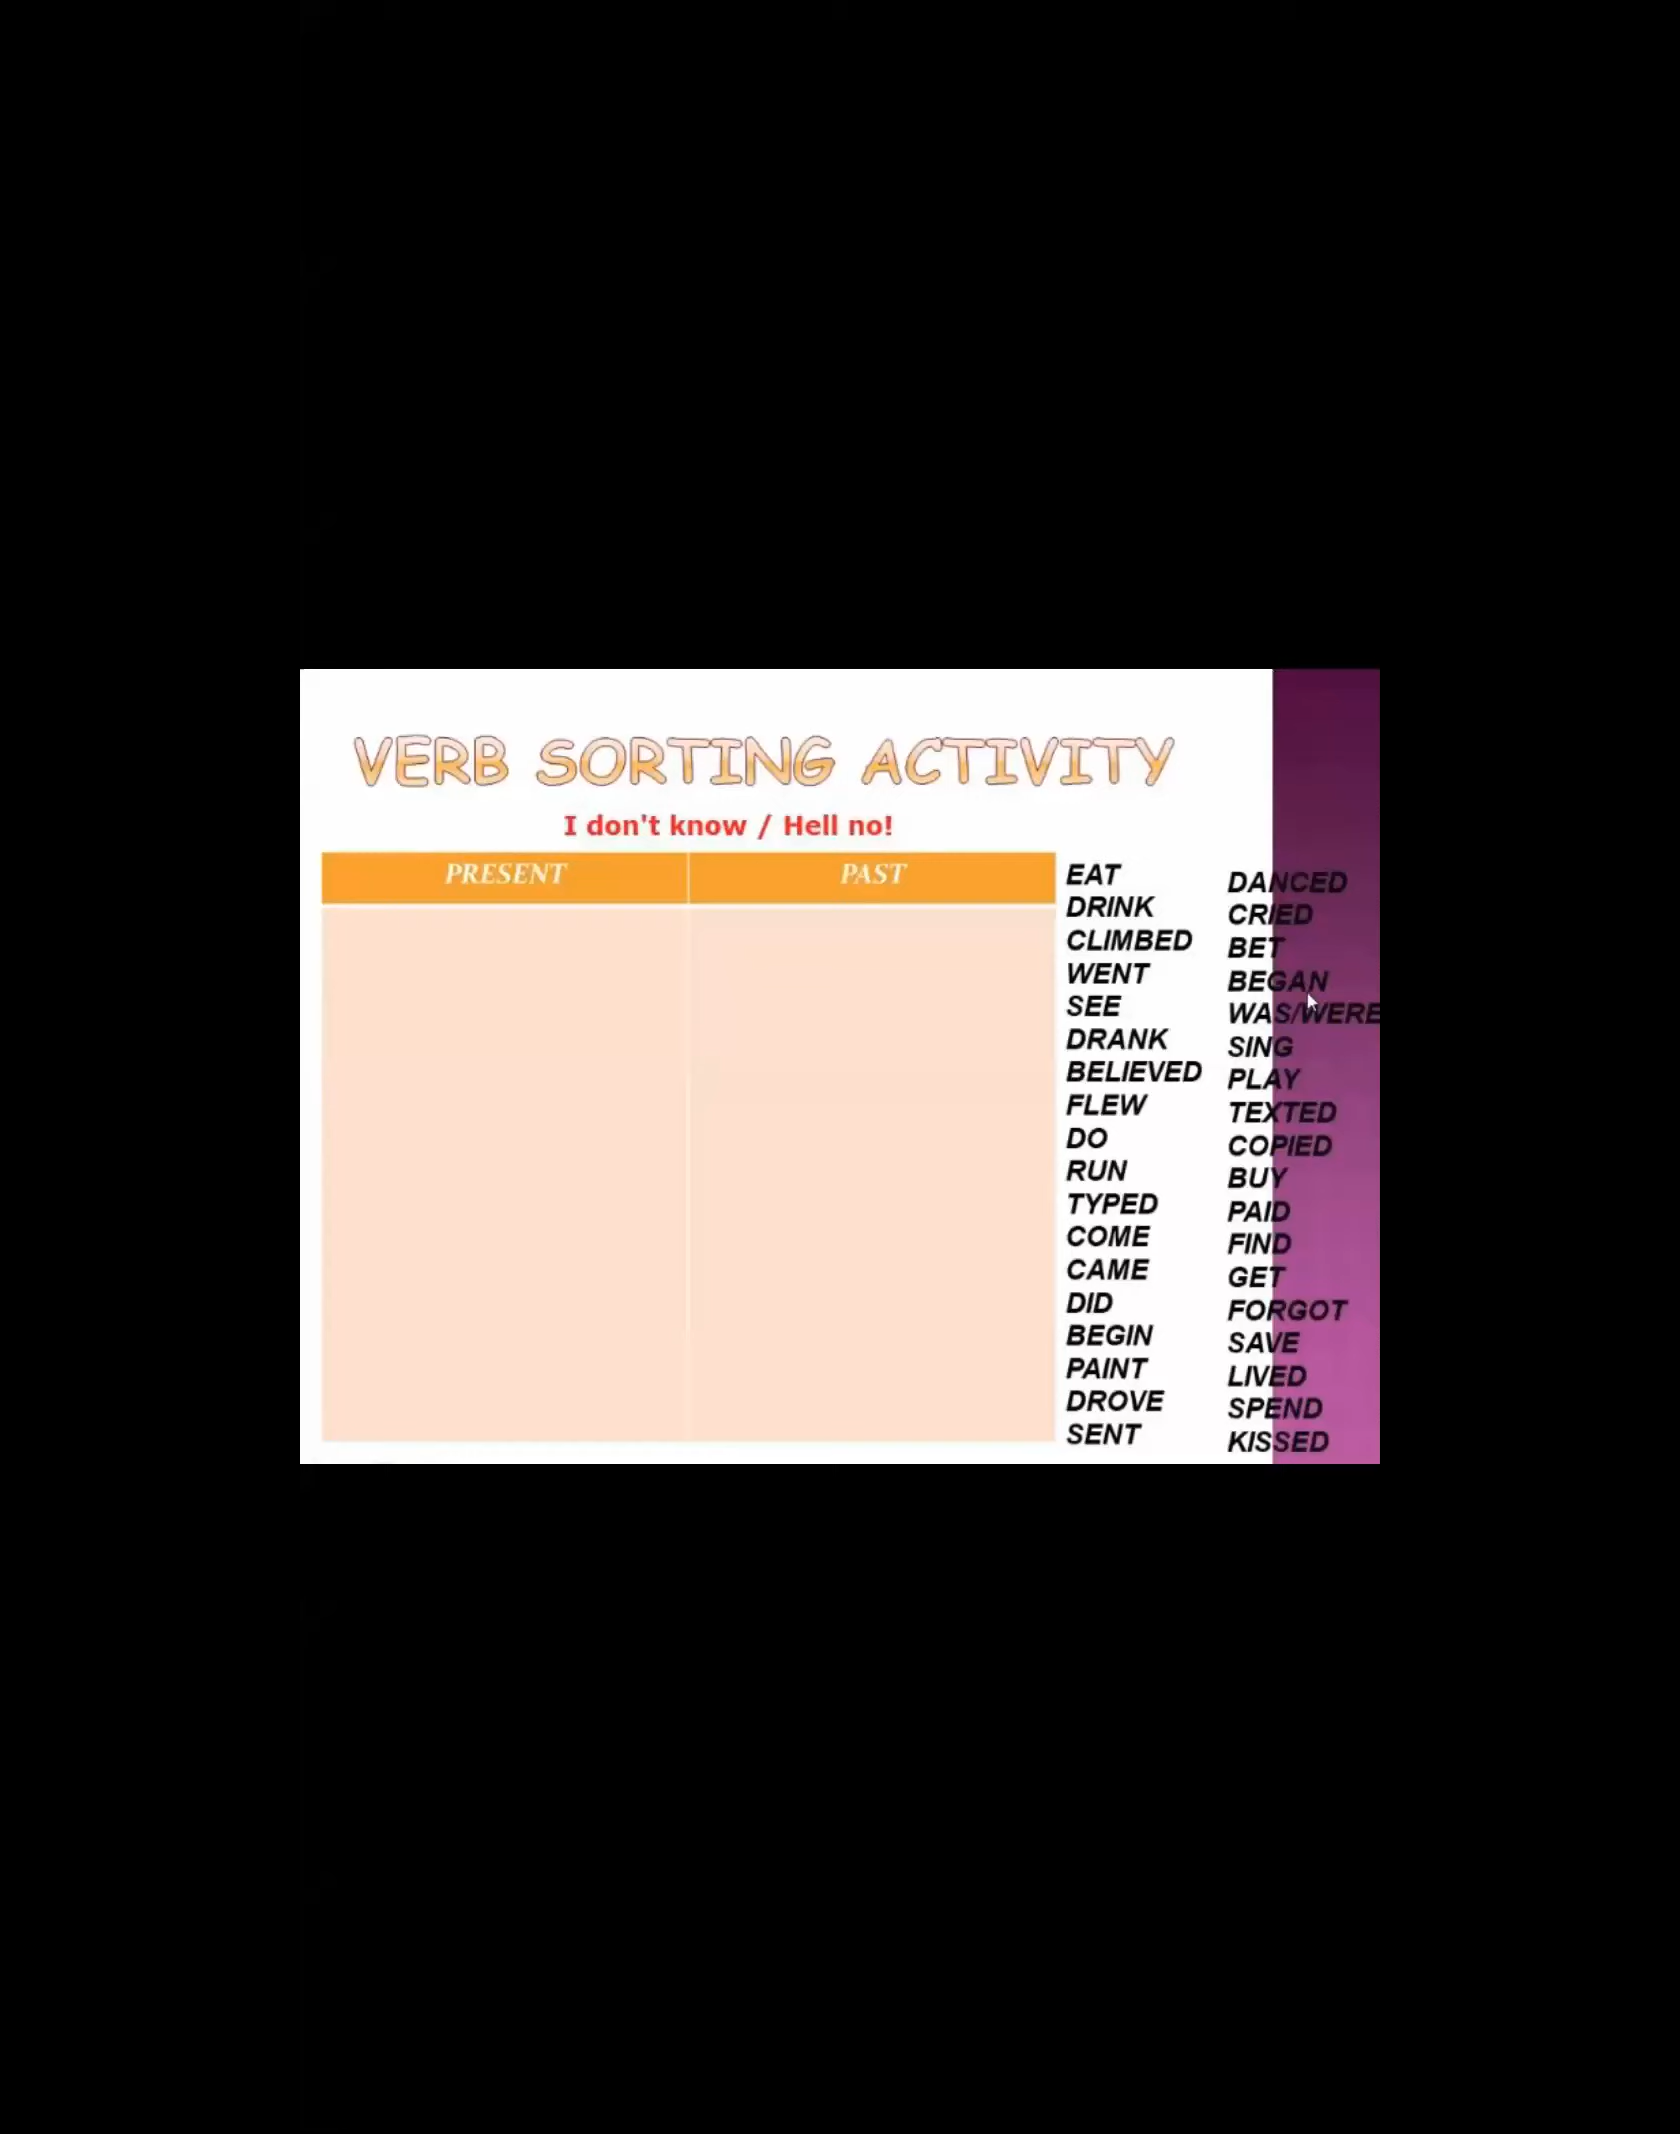 VERB SORTING ACTIVITY
I don't know / Hell no!
PRESENT
PAST
EAT
DRINK
CLIMBED
WENT
SEE
DRANK
BELIEVED
FLEW
DO
RUN
TYPED
COME
CAME
DID
BEGIN
PAINT
DROVE
SENT
DANCED
CRIED
BET
BEGAN
WAS/WERE
SING
PLAY
TEXTED
COPIED
BUY
PAID
FIND
GET
FORGOT
SAVE
LIVED
SPEND
KISSED